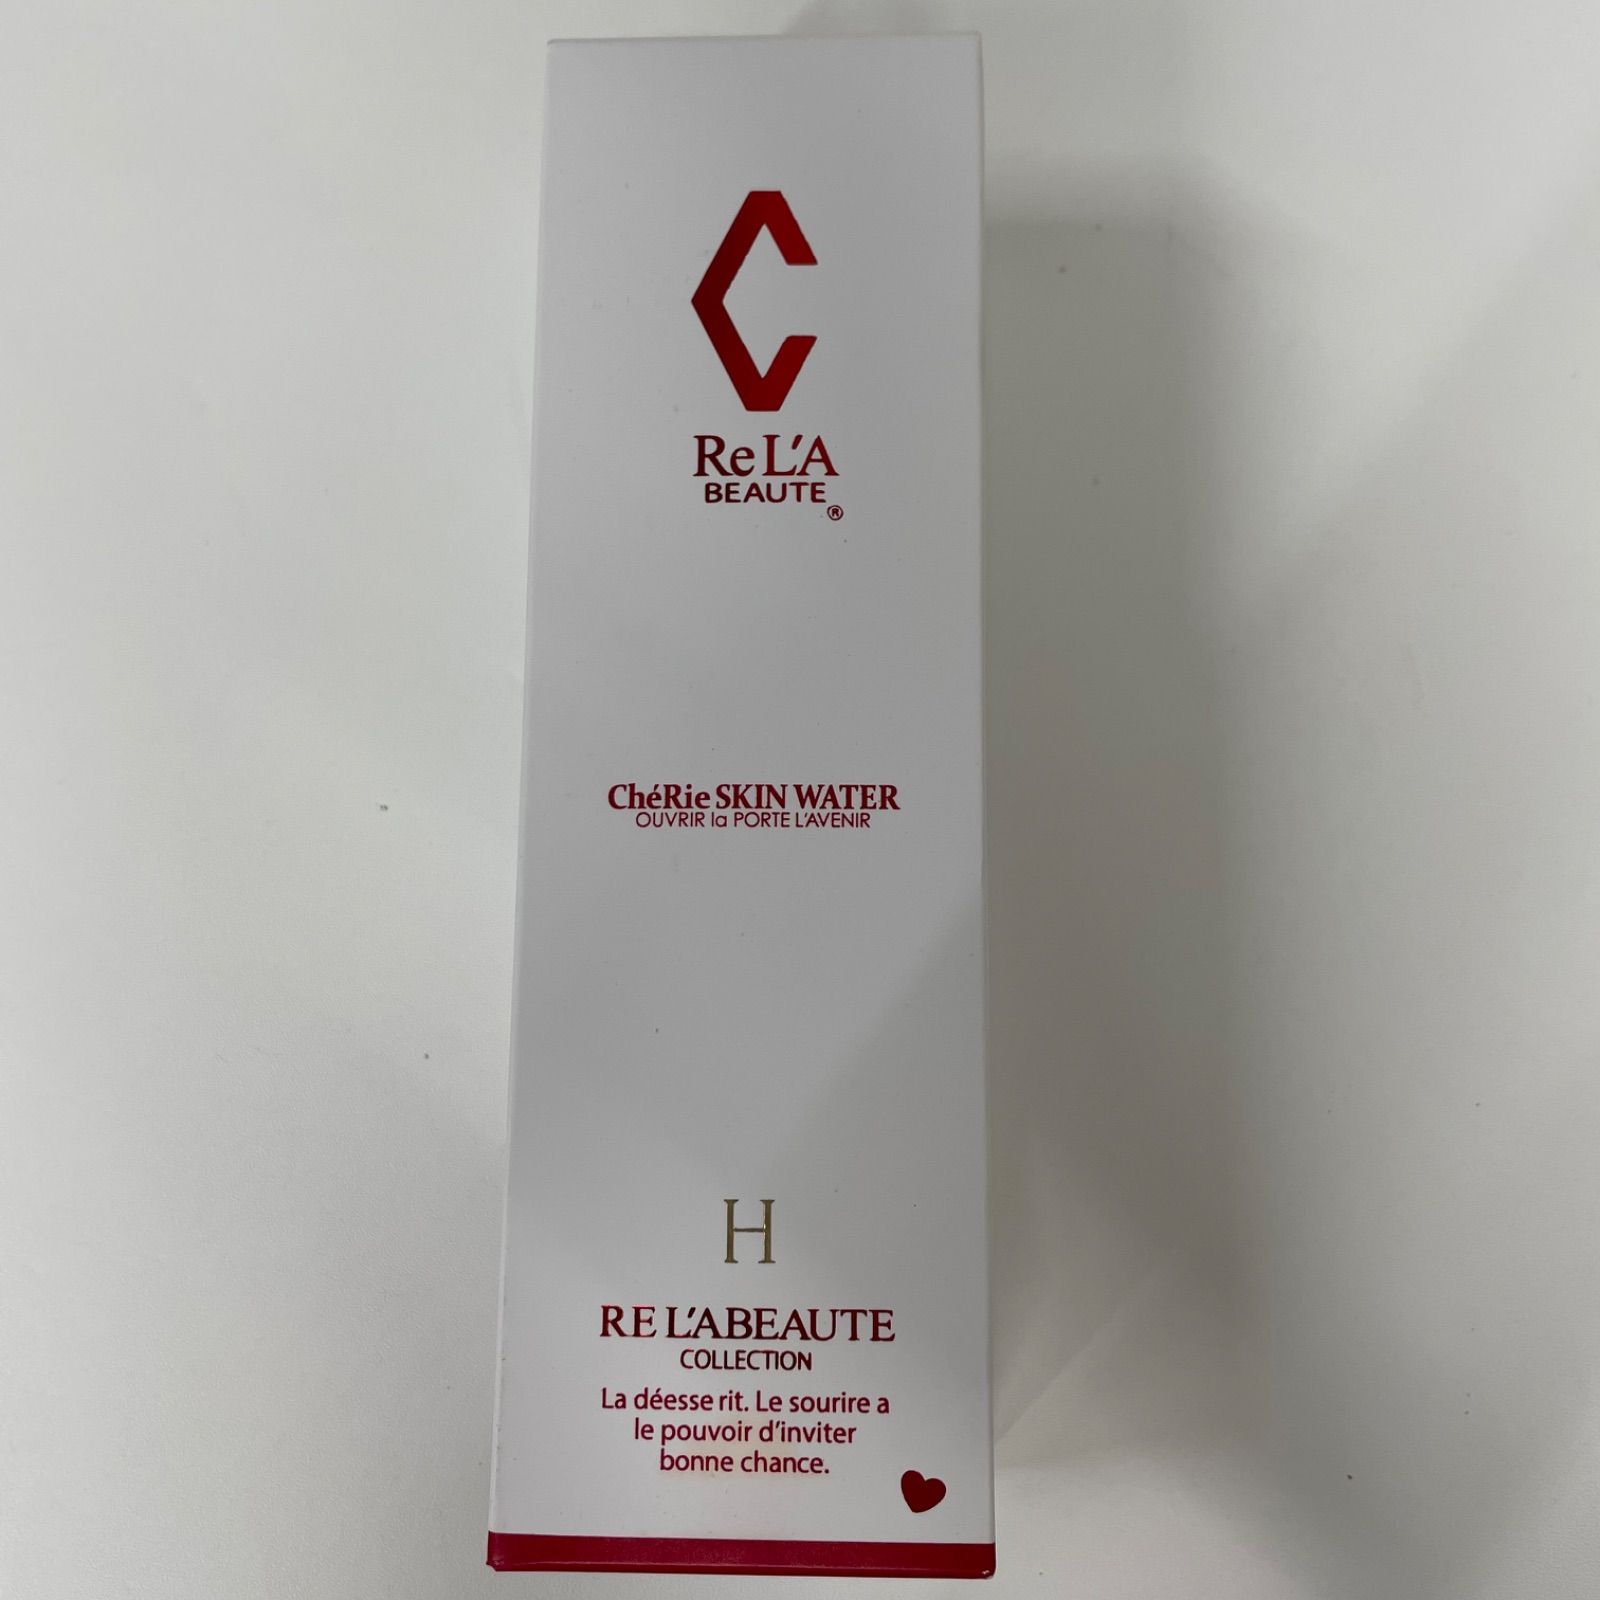 C
ReL'A
BEAUTE®
ChéRie SKIN WATER
OUVRIR la PORTE L'AVENIR
H
RE L'ABEAUTE
COLLECTION
La déesse rit. Le sourire a
le pouvoir d'inviter
bonne chance.